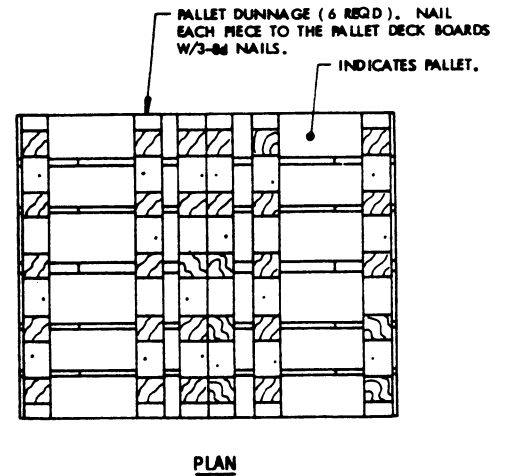 PALLET DUNNAGE (6 REQD). NAIL
EACH PIECE TO THE PALLET DECK BOARDS
W/3-8d NAILS.
INDICATES PALLET.
PLAN